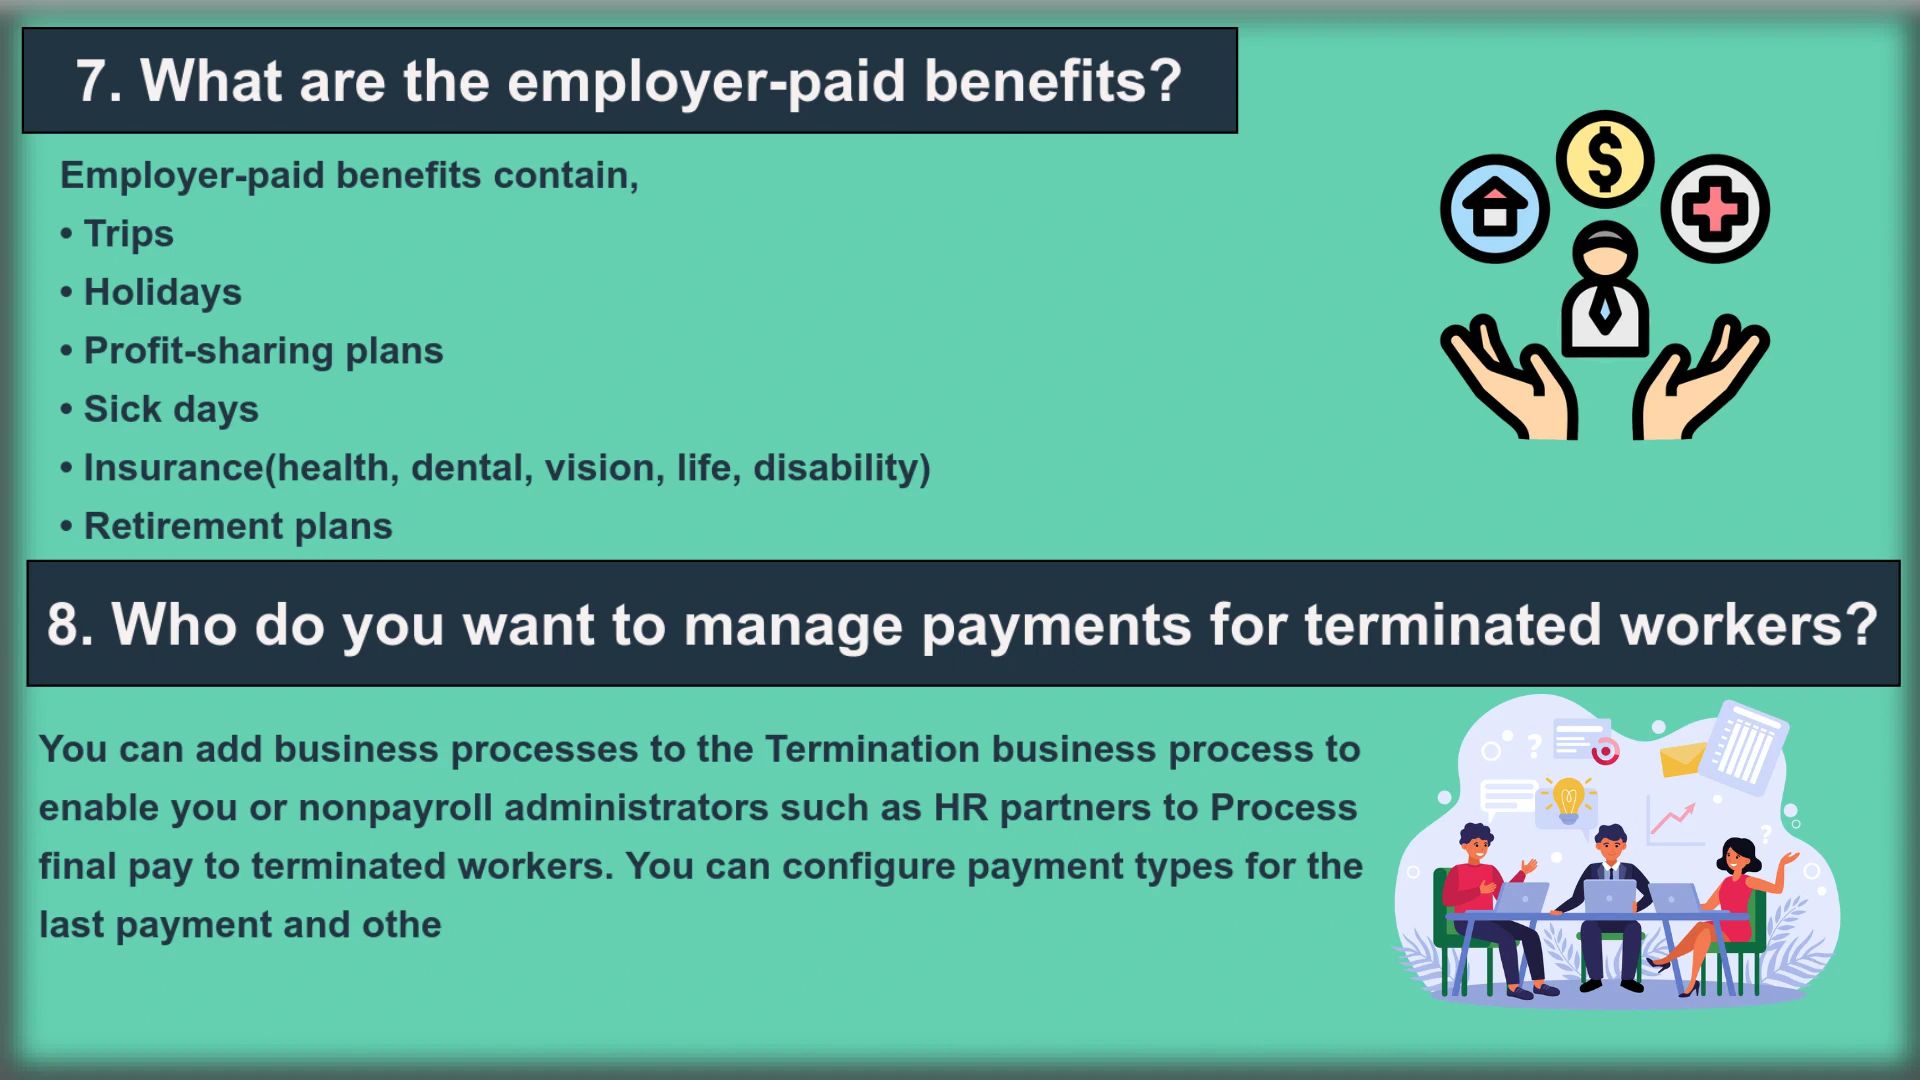 7. What are the employer-paid benefits?
Employer-paid benefits contain,
• Trips
• Holidays
• Profit-sharing plans
• Sick days
• Insurance(health, dental, vision, life, disability)
• Retirement plans
8. Who do you want to manage payments for terminated workers?
You can add business processes to the Termination business process to
enable you or nonpayroll administrators such as HR partners to Process
final pay to terminated workers. You can configure payment types for the
last payment and othe